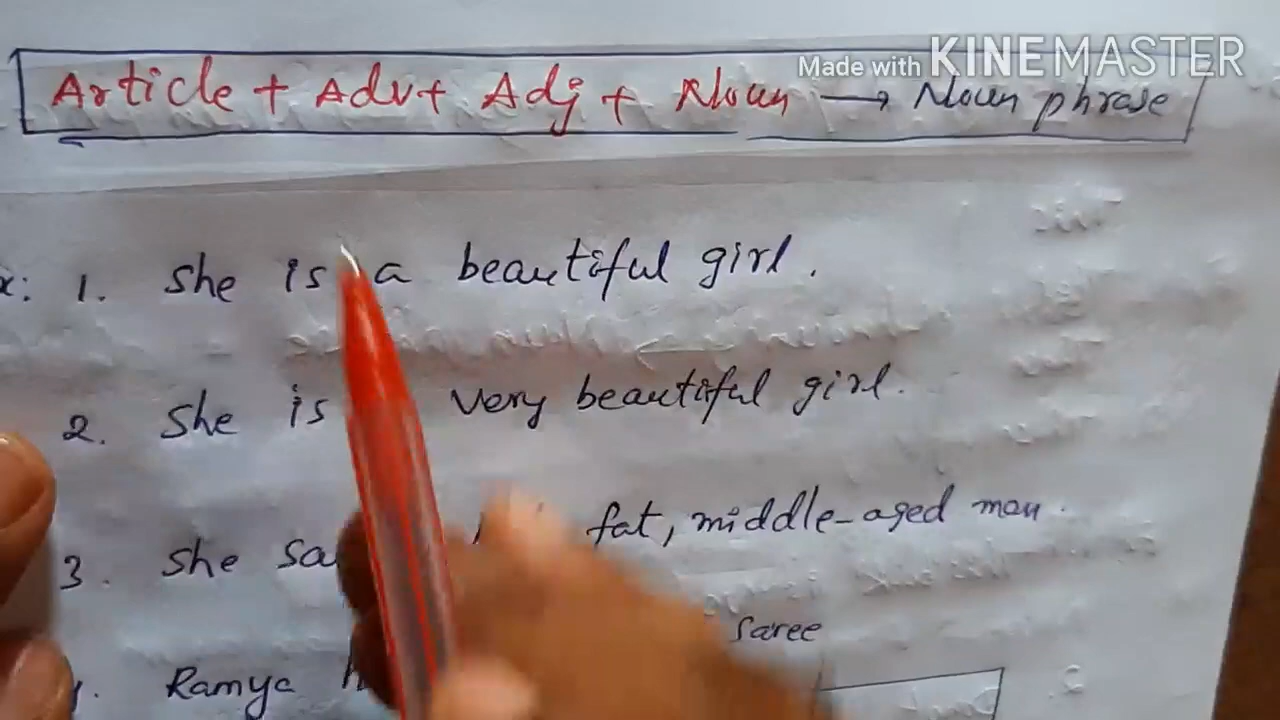 Made with KINEMASTER
Article + Adv + Adj + Noun → Noun phrase
x: 1. She is a beautiful girl.
2. She is very beautiful girl.
3. She sa fat, middle-aged man.
saree
Ramya h